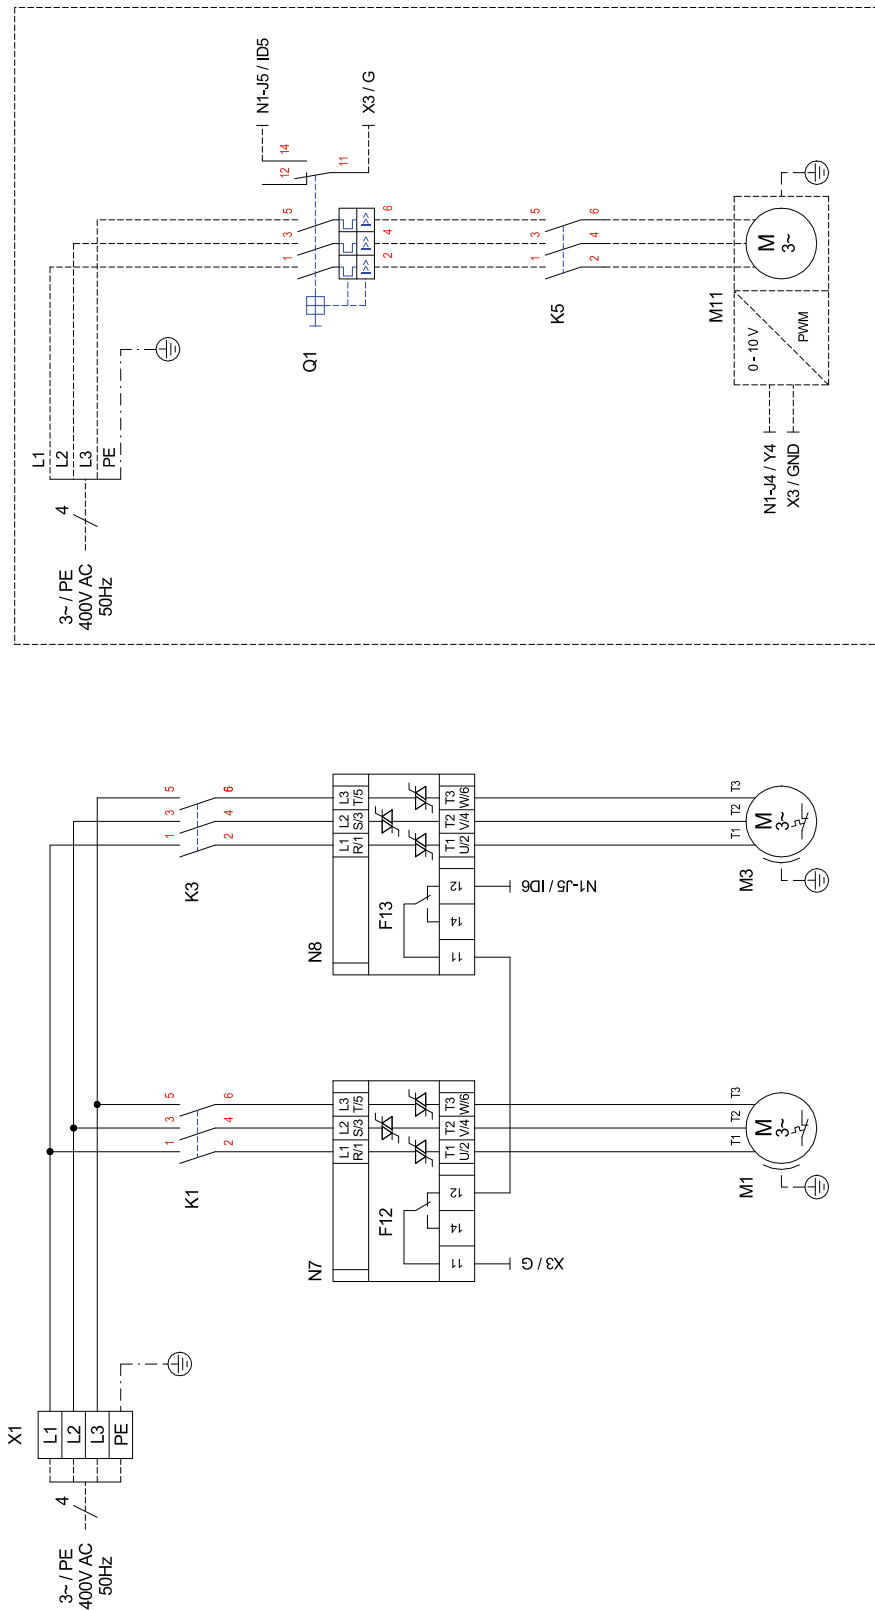 X1
L1
L2
L3
PE
4
3~ / PE
400V AC
50Hz
1
3
5
2
4
6
K1
N7
L1
L2
L3
R/1
S/3
T/5
F12
11
14
12
T1
T2
T3
U/2
V/4
W/6
X3 / G
T1
T2
T3
M
3~
M1
1
3
5
2
4
6
K3
N8
L1
L2
L3
R/1
S/3
T/5
F13
11
14
12
T1
T2
T3
U/2
V/4
W/6
N1-J5 / ID6
T1
T2
T3
M
3~
M3
L1
L2
L3
PE
4
3~ / PE
400V AC
50Hz
N1-J5 / ID5
X3 / G
12
14
11
1
3
5
I>>
I>>
I>>
2
4
6
Q1
1
3
5
2
4
6
K5
M11
0 - 10 V
PWM
M
3~
N1-J4 / Y4
X3 / GND